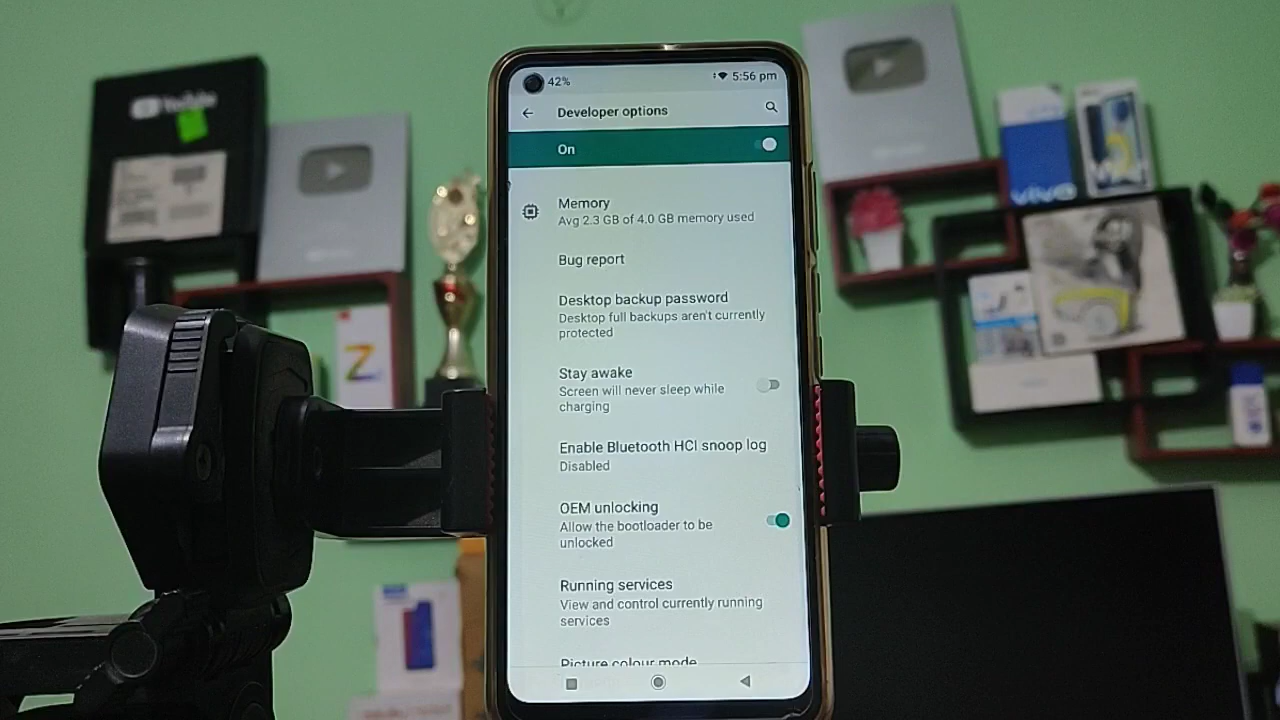 YouTube
42%
5:56 pm
Developer options
On
Memory
Avg 2.3 GB of 4.0 GB memory used
Bug report
Desktop backup password
Desktop full backups aren't currently
protected
Stay awake
Screen will never sleep while
charging
Enable Bluetooth HCI snoop log
Disabled
OEM unlocking
Allow the bootloader to be
unlocked
Running services
View and control currently running
services
Picture colour mode
vivo
Z